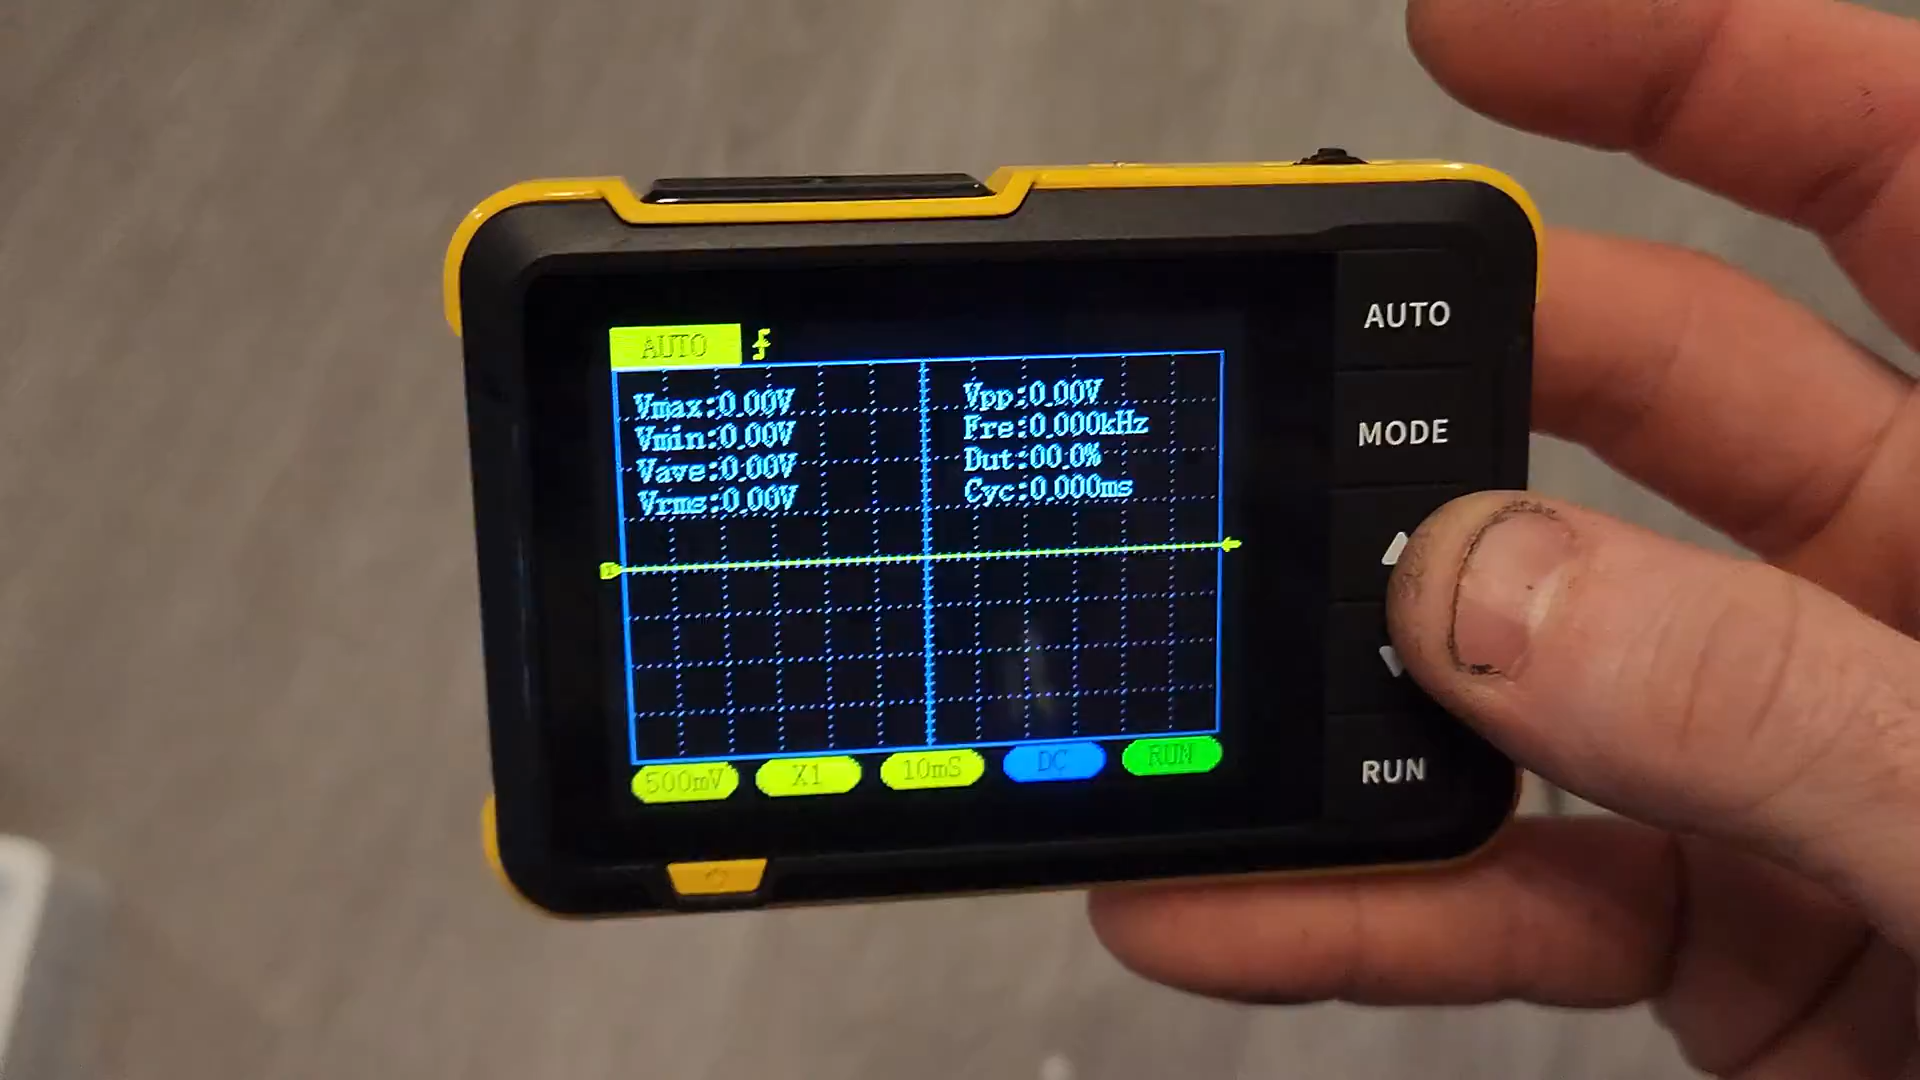 AUTO
Vmax:0.00V
Vmin:0.00V
Vave:0.00V
Vrms:0.00V
Vpp:0.00V
Fre:0.000kHz
Dut:00.0%
Cyc:0.000ms
1
500mV
X1
10mS
DC
RUN
AUTO
MODE
RUN